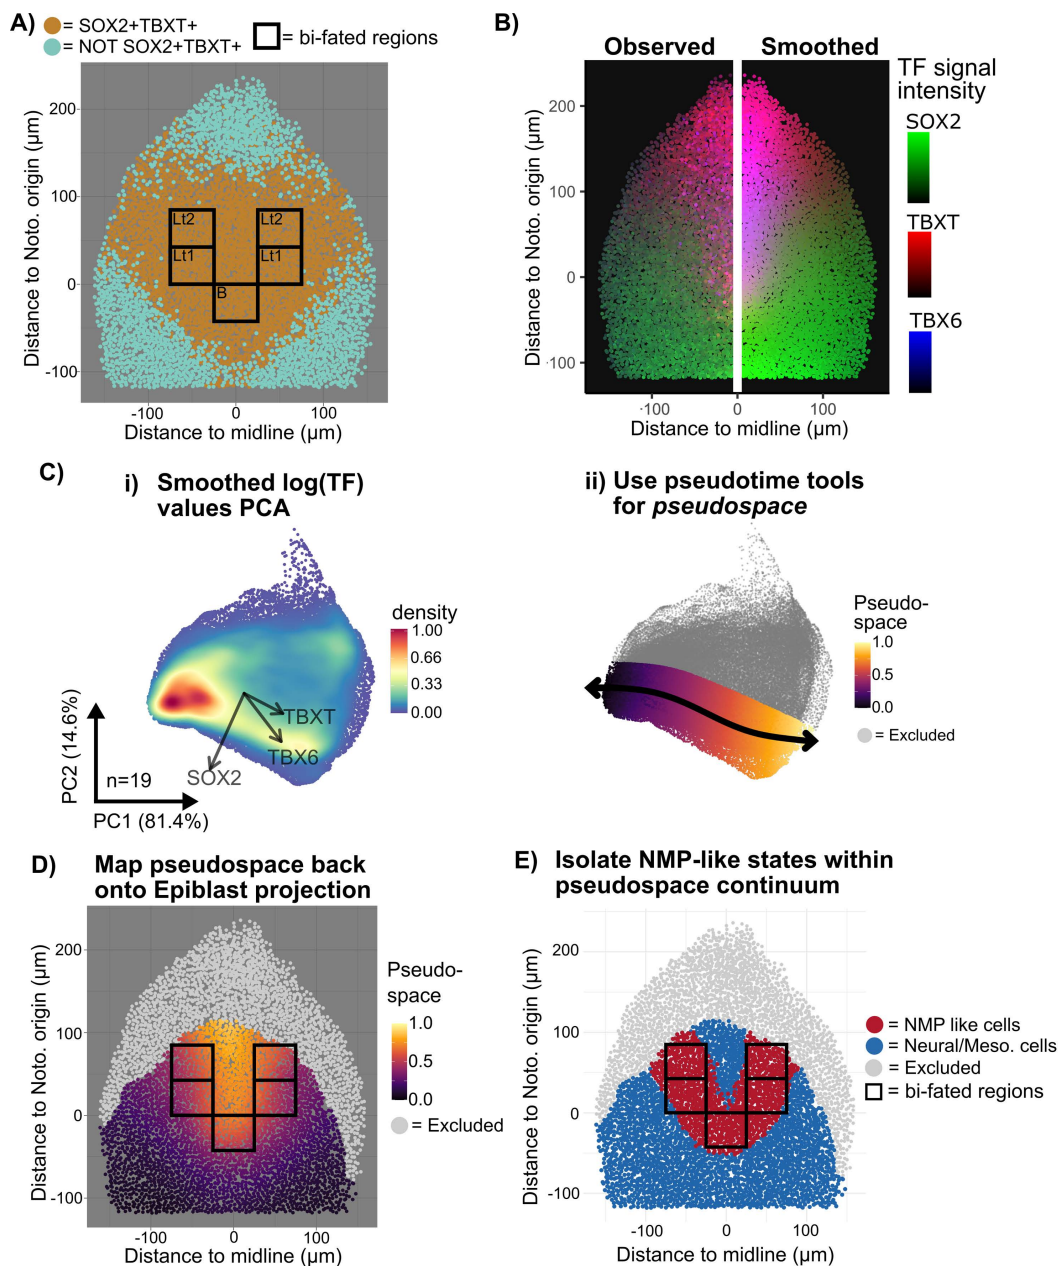 A)
= SOX2+TBXT+
= NOT SOX2+TBXT+
= bi-fated regions
Distance to Noto. origin (µm)
200
100
0
-100
Lt2
Lt2
Lt1
Lt1
B
-100
0
100
Distance to midline (µm)
B)
Observed
Smoothed
Distance to Noto. origin (µm)
200
100
0
-100
-100
0
100
Distance to midline (µm)
TF signal
intensity
SOX2
TBXT
TBX6
C)
i) Smoothed log(TF)
values PCA
density
1.00
0.66
0.33
0.00
TBXT
TBX6
SOX2
n=19
PC2 (14.6%)
PC1 (81.4%)
ii) Use pseudotime tools
for pseudospace
Pseudo-
space
1.0
0.5
0.0
= Excluded
D) Map pseudospace back
onto Epiblast projection
Distance to Noto. origin (µm)
200
100
0
-100
-100
0
100
Distance to midline (µm)
Pseudo-
space
1.0
0.5
0.0
= Excluded
E) Isolate NMP-like states within
pseudospace continuum
Distance to Noto. origin (µm)
200
100
0
-100
-100
0
100
Distance to midline (µm)
= NMP like cells
= Neural/Meso. cells
= Excluded
= bi-fated regions